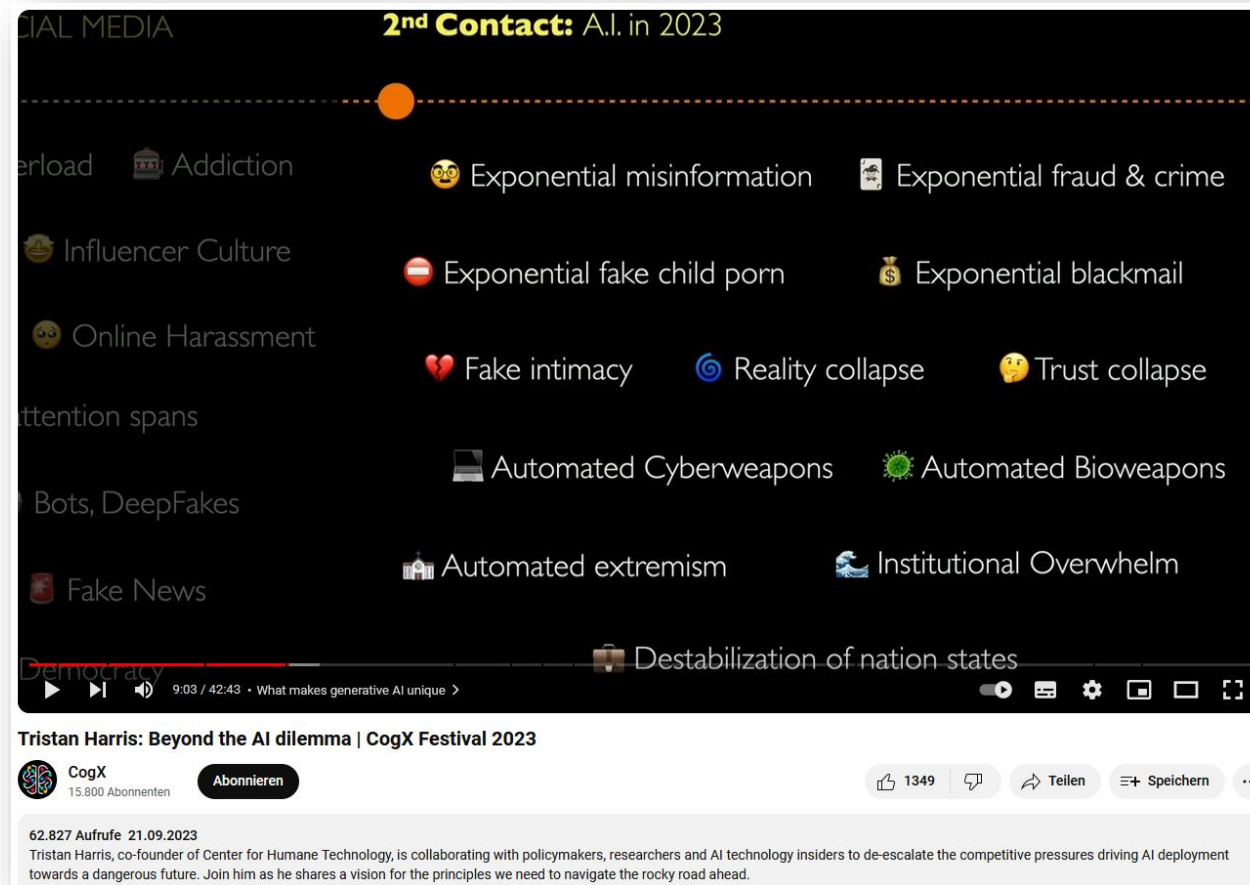 CIAL MEDIA
2nd Contact: A.I. in 2023
erload Addiction
Exponential misinformation Exponential fraud & crime
Influencer Culture
Exponential fake child porn Exponential blackmail
Online Harassment
Fake intimacy Reality collapse Trust collapse
attention spans
Automated Cyberweapons Automated Bioweapons
Bots, DeepFakes
Automated extremism Institutional Overwhelm
Fake News
Democracy
Destabilization of nation states
9:03 / 42:43 • What makes generative AI unique
Tristan Harris: Beyond the AI dilemma | CogX Festival 2023
CogX
15.800 Abonnenten
Abonnieren
1349 Teilen Speichern
62.827 Aufrufe 21.09.2023
Tristan Harris, co-founder of Center for Humane Technology, is collaborating with policymakers, researchers and AI technology insiders to de-escalate the competitive pressures driving AI deployment
towards a dangerous future. Join him as he shares a vision for the principles we need to navigate the rocky road ahead.